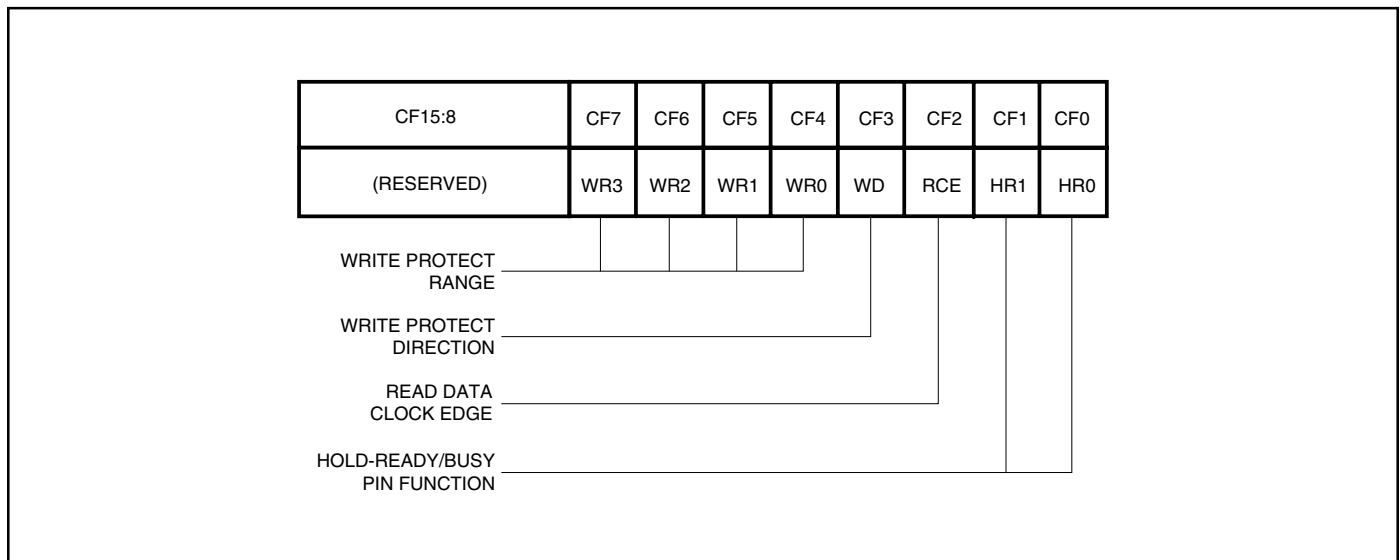 CF15:8 CF7 CF6 CF5 CF4 CF3 CF2 CF1 CF0
(RESERVED) WR3 WR2 WR1 WR0 WD RCE HR1 HR0
WRITE PROTECT
RANGE
WRITE PROTECT
DIRECTION
READ DATA
CLOCK EDGE
HOLD-READY/BUSY
PIN FUNCTION